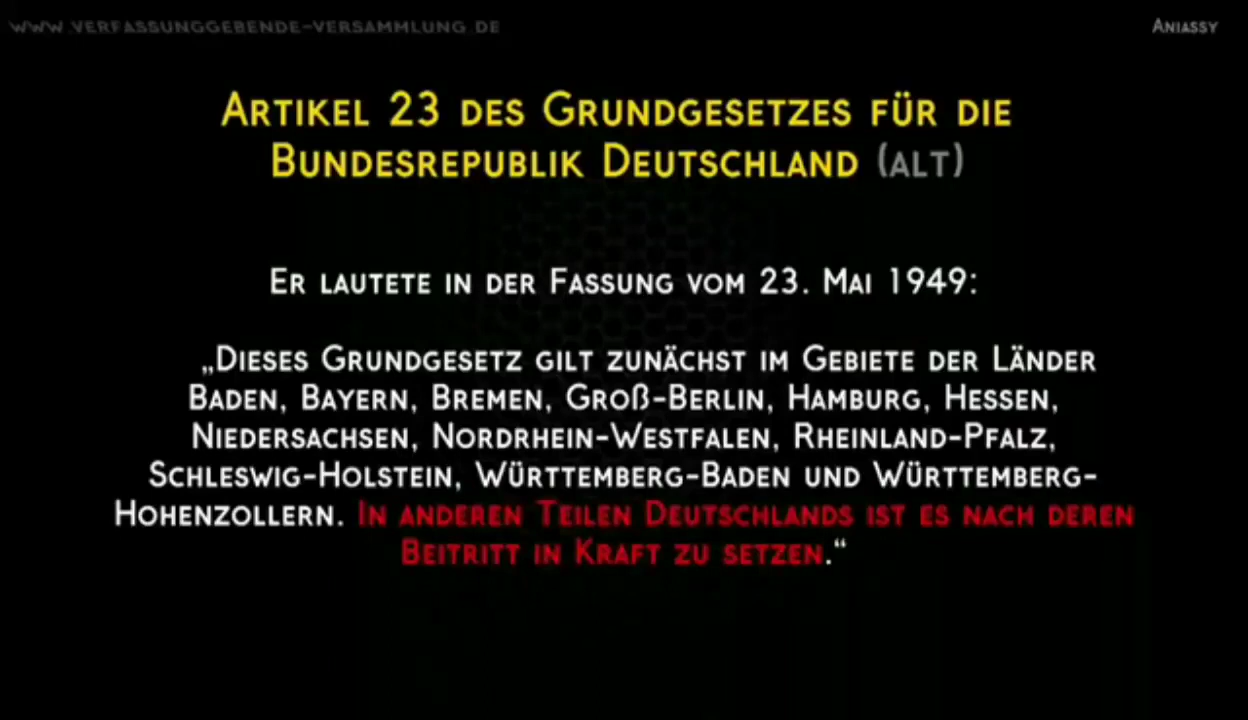 www.verfassunggebende-versammlung.de
Aniassy
Artikel 23 des Grundgesetzes für die
Bundesrepublik Deutschland (alt)
Er lautete in der Fassung vom 23. Mai 1949:
„Dieses Grundgesetz gilt zunächst im Gebiete der Länder
Baden, Bayern, Bremen, Groß-Berlin, Hamburg, Hessen,
Niedersachsen, Nordrhein-Westfalen, Rheinland-Pfalz,
Schleswig-Holstein, Württemberg-Baden und Württemberg-
Hohenzollern. In anderen Teilen Deutschlands ist es nach deren
Beitritt in Kraft zu setzen.“